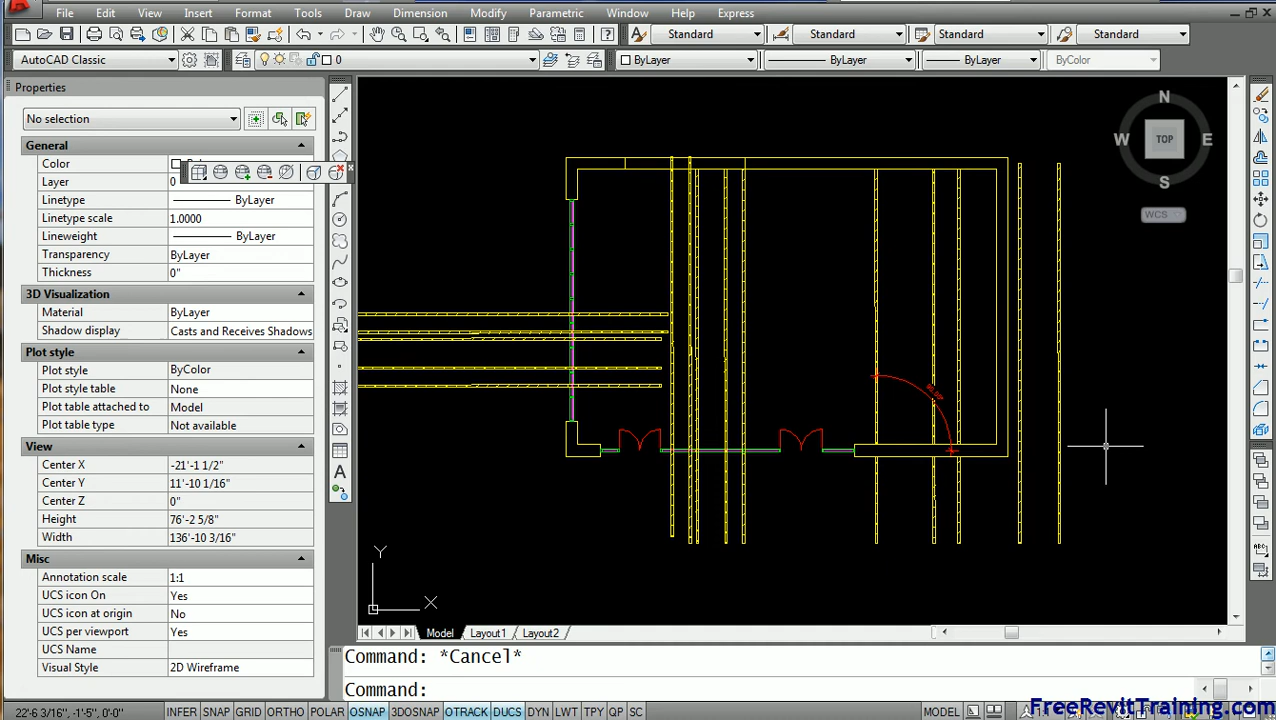 File Edit View Insert Format Tools Draw Dimension Modify Parametric Window Help Express
Standard Standard Standard Standard
AutoCAD Classic 0 ByLayer ByLayer ByLayer ByColor
Properties
No selection
General
Color
Layer 0
Linetype ByLayer
Linetype scale 1.0000
Lineweight ByLayer
Transparency ByLayer
Thickness 0"
3D Visualization
Material ByLayer
Shadow display Casts and Receives Shadows
Plot style
Plot style ByColor
Plot style table None
Plot table attached to Model
Plot table type Not available
View
Center X -21'-1 1/2"
Center Y 11'-10 1/16"
Center Z 0"
Height 76'-2 5/8"
Width 136'-10 3/16"
Misc
Annotation scale 1:1
UCS icon On Yes
UCS icon at origin No
UCS per viewport Yes
UCS Name
Visual Style 2D Wireframe
N
W TOP E
S
WCS
Y
X
Model Layout1 Layout2
Command: *Cancel*
Command:
22'-6 3/16", -1'-5", 0'-0" INFER SNAP GRID ORTHO POLAR OSNAP 3DOSNAP OTRACK DUCS DYN LWT TPY QP SC MODEL
FreeRevitTraining.com